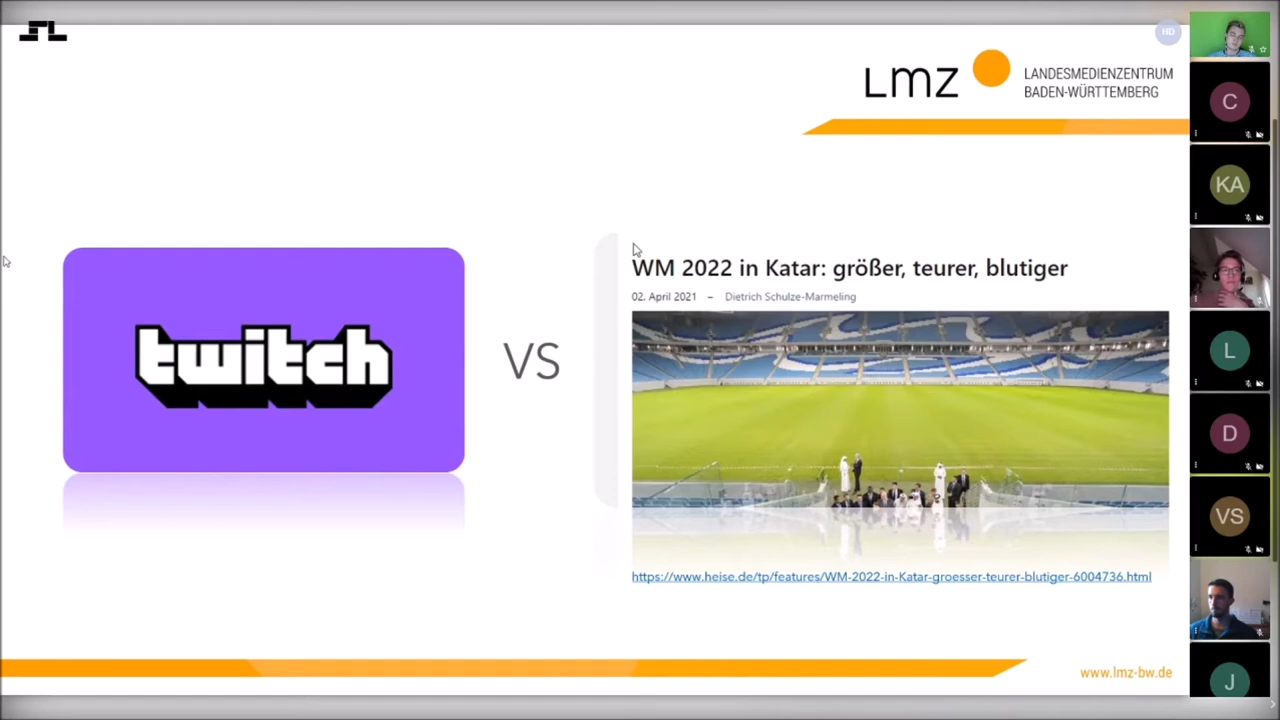 SL
HD
LMZ
LANDESMEDIENZENTRUM
BADEN-WÜRTTEMBERG
twitch
VS
WM 2022 in Katar: größer, teurer, blutiger
02. April 2021 – Dietrich Schulze-Marmeling
https://www.heise.de/tp/features/WM-2022-in-Katar-groesser-teurer-blutiger-6004736.html
www.lmz-bw.de
C
KA
L
D
VS
J